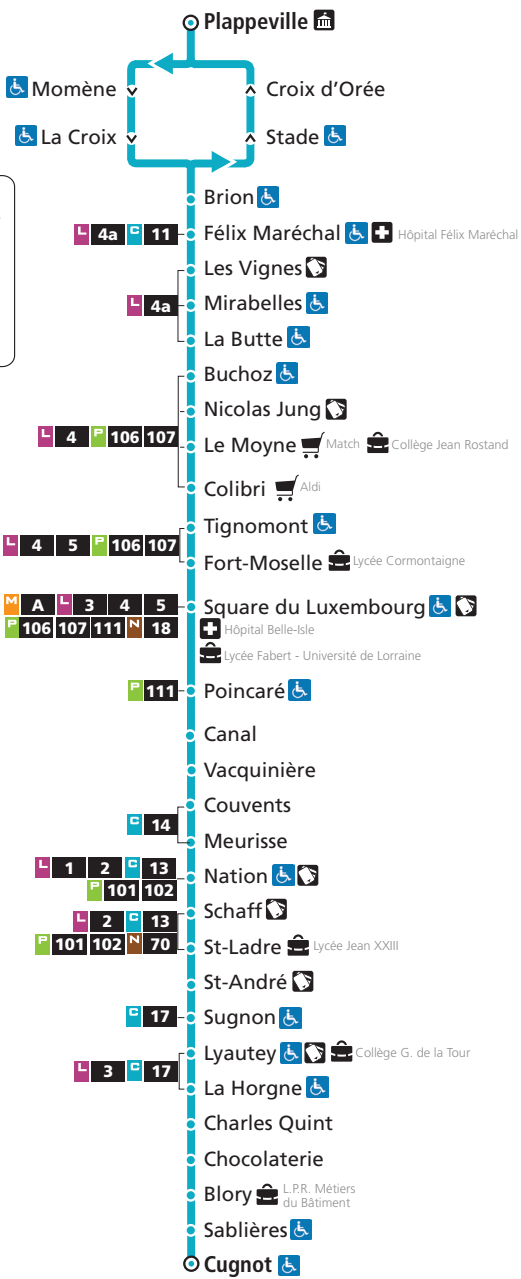 Plappeville
Momène
Croix d'Orée
La Croix
Stade
Brion
L 4a C 11 Félix Maréchal Hôpital Félix Maréchal
Les Vignes
L 4a Mirabelles
La Butte
Buchoz
Nicolas Jung
L 4 P 106 107 Le Moyne Match Collège Jean Rostand
Colibri Aldi
Tignomont
L 4 5 P 106 107
Fort-Moselle Lycée Cormontaigne
M A L 3 4 5 Square du Luxembourg
P 106 107 111 N 18 Hôpital Belle-Isle
Lycée Fabert - Université de Lorraine
P 111 Poincaré
Canal
Vacquinière
Couvents
C 14
Meurisse
L 1 2 C 13 Nation
P 101 102
L 2 C 13 Schaff
P 101 102 N 70 St-Ladre Lycée Jean XXIII
St-André
C 17 Sugnon
Lyautey Collège G. de la Tour
L 3 C 17
La Horgne
Charles Quint
Chocolaterie
Blory L.P.R. Métiers
du Bâtiment
Sablières
Cugnot